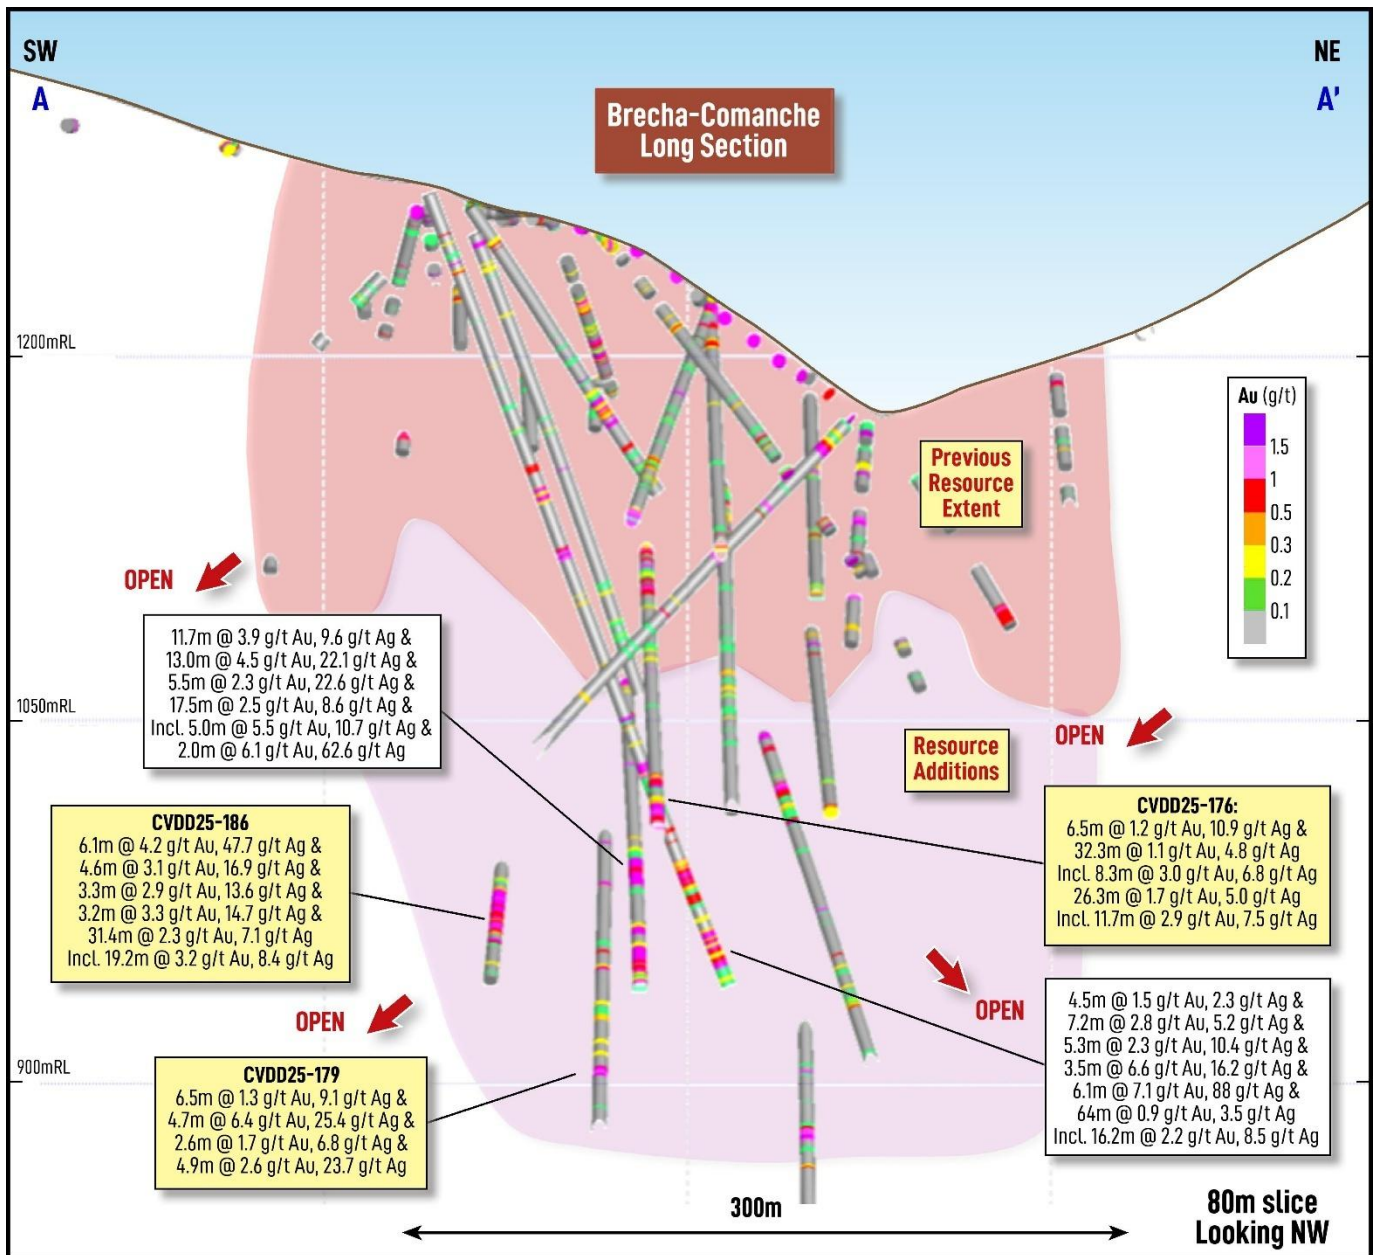 SW
NE
A
A'
Brecha-Comanche
Long Section
1200mRL
Au (g/t)
1.5
1
0.5
0.3
0.2
0.1
Previous
Resource
Extent
OPEN
11.7m @ 3.9 g/t Au, 9.6 g/t Ag &
13.0m @ 4.5 g/t Au, 22.1 g/t Ag &
5.5m @ 2.3 g/t Au, 22.6 g/t Ag &
17.5m @ 2.5 g/t Au, 8.6 g/t Ag &
Incl. 5.0m @ 5.5 g/t Au, 10.7 g/t Ag &
2.0m @ 6.1 g/t Au, 62.6 g/t Ag
1050mRL
OPEN
Resource
Additions
CVDD25-186
6.1m @ 4.2 g/t Au, 47.7 g/t Ag &
4.6m @ 3.1 g/t Au, 16.9 g/t Ag &
3.3m @ 2.9 g/t Au, 13.6 g/t Ag &
3.2m @ 3.3 g/t Au, 14.7 g/t Ag &
31.4m @ 2.3 g/t Au, 7.1 g/t Ag
Incl. 19.2m @ 3.2 g/t Au, 8.4 g/t Ag
CVDD25-176:
6.5m @ 1.2 g/t Au, 10.9 g/t Ag &
32.3m @ 1.1 g/t Au, 4.8 g/t Ag
Incl. 8.3m @ 3.0 g/t Au, 6.8 g/t Ag
26.3m @ 1.7 g/t Au, 5.0 g/t Ag
Incl. 11.7m @ 2.9 g/t Au, 7.5 g/t Ag
OPEN
OPEN
4.5m @ 1.5 g/t Au, 2.3 g/t Ag &
7.2m @ 2.8 g/t Au, 5.2 g/t Ag &
5.3m @ 2.3 g/t Au, 10.4 g/t Ag &
3.5m @ 6.6 g/t Au, 16.2 g/t Ag &
6.1m @ 7.1 g/t Au, 88 g/t Ag &
64m @ 0.9 g/t Au, 3.5 g/t Ag
Incl. 16.2m @ 2.2 g/t Au, 8.5 g/t Ag
900mRL
CVDD25-179
6.5m @ 1.3 g/t Au, 9.1 g/t Ag &
4.7m @ 6.4 g/t Au, 25.4 g/t Ag &
2.6m @ 1.7 g/t Au, 6.8 g/t Ag &
4.9m @ 2.6 g/t Au, 23.7 g/t Ag
300m
80m slice
Looking NW